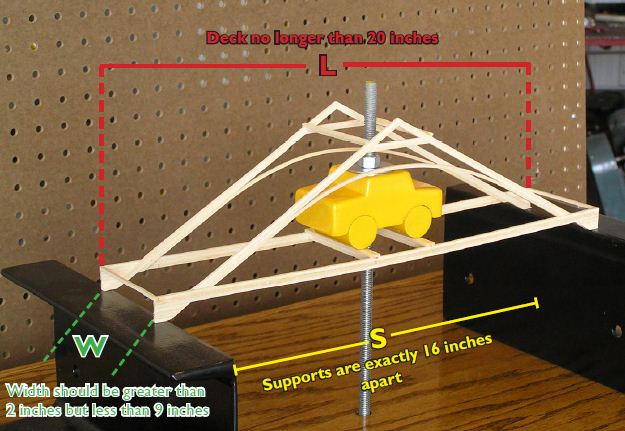 Deck no longer than 20 inches
L
S
Supports are exactly 16 inches
apart
W
Width should be greater than
2 inches but less than 9 inches